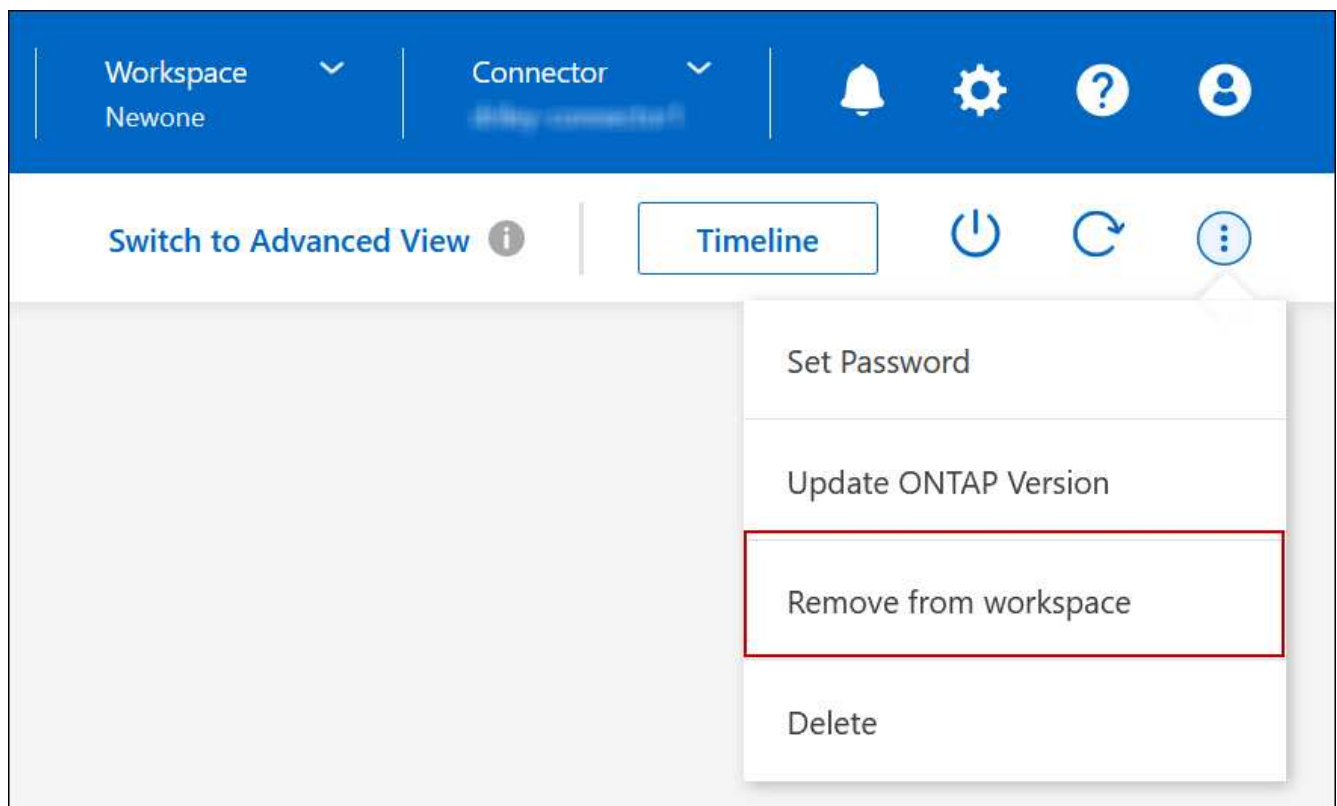 Workspace
Newone
Connector
Switch to Advanced View
Timeline
Set Password
Update ONTAP Version
Remove from workspace
Delete